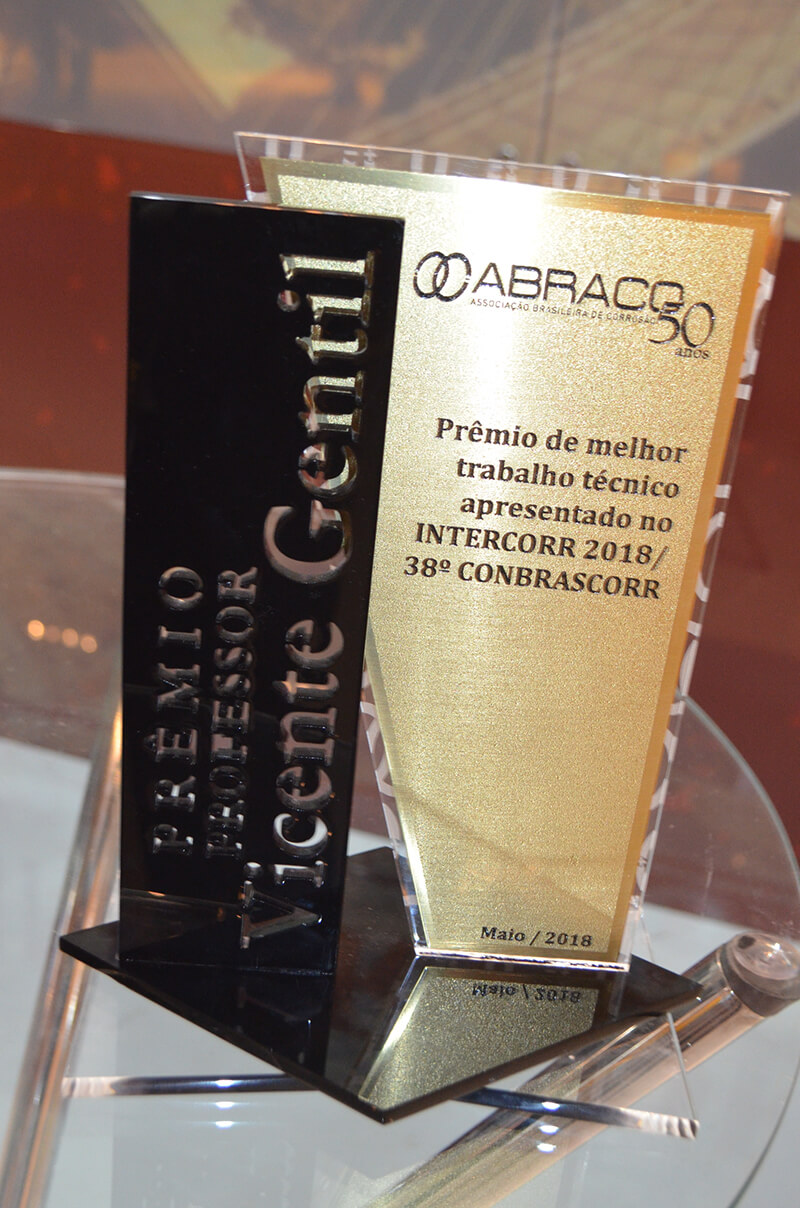 PRÊMIO
PROFESSOR
Vicente Gentil
ABRACO
ASSOCIAÇÃO BRASILEIRA DE CORROSÃO
50
anos
Prêmio de melhor
trabalho técnico
apresentado no
INTERCORR 2018/
38º CONBRASCORR
Maio / 2018